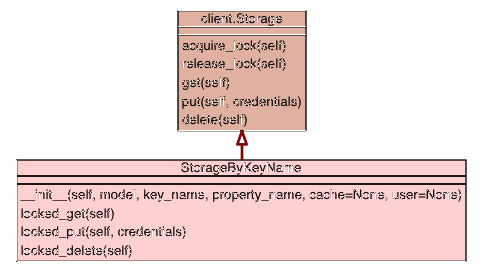 client.Storage
acquire_lock(self)
release_lock(self)
get(self)
put(self, credentials)
delete(self)
StorageByKeyName
__init__(self, model, key_name, property_name, cache=None, user=None)
locked_get(self)
locked_put(self, credentials)
locked_delete(self)